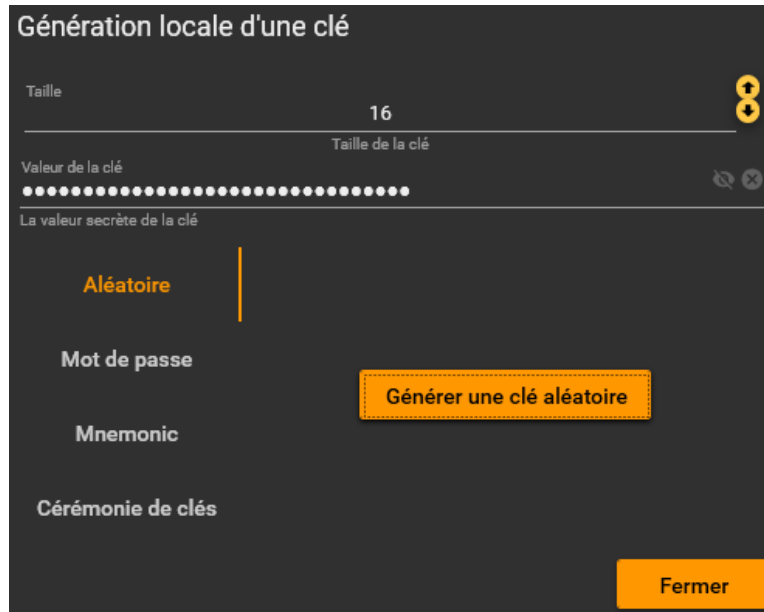 Génération locale d'une clé
Taille
16
Taille de la clé
Valeur de la clé
●●●●●●●●●●●●●●●●●●●●●●●●●●●●●●●●
La valeur secrète de la clé
Aléatoire
Mot de passe
Générer une clé aléatoire
Mnemonic
Cérémonie de clés
Fermer